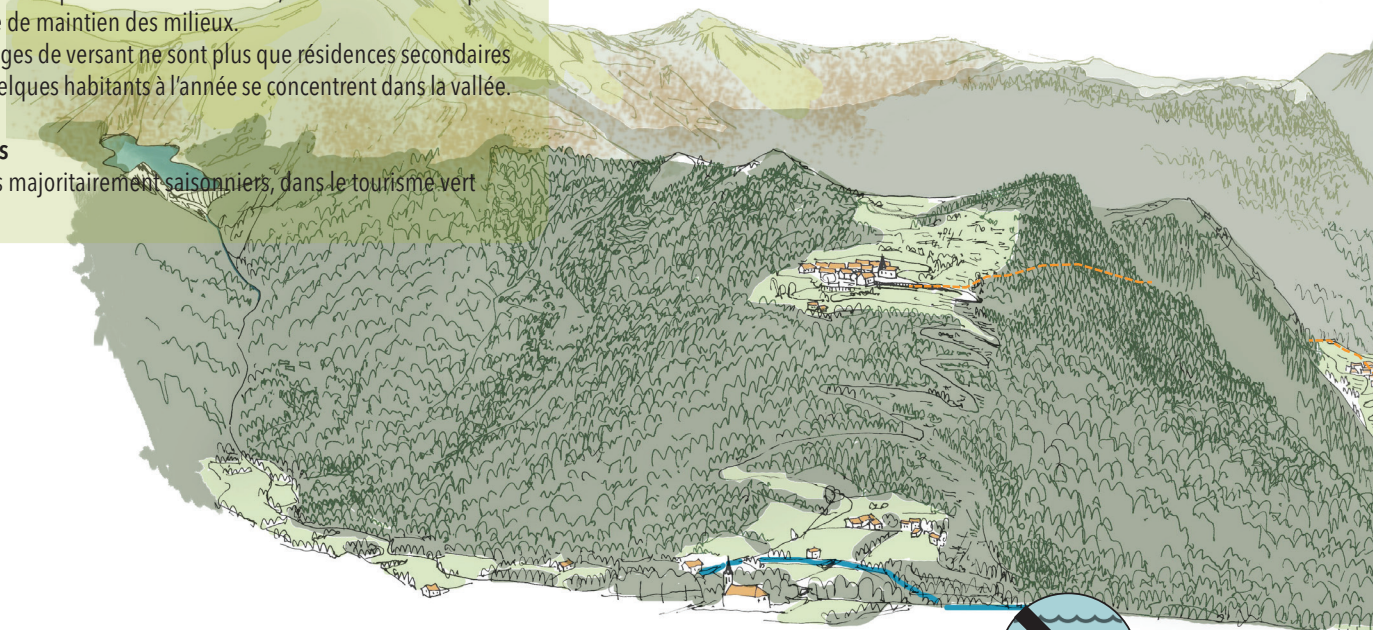 e de maintien des milieux.
ges de versant ne sont plus que résidences secondaires
elques habitants à l’année se concentrent dans la vallée.
s
s majoritairement saisonniers, dans le tourisme vert